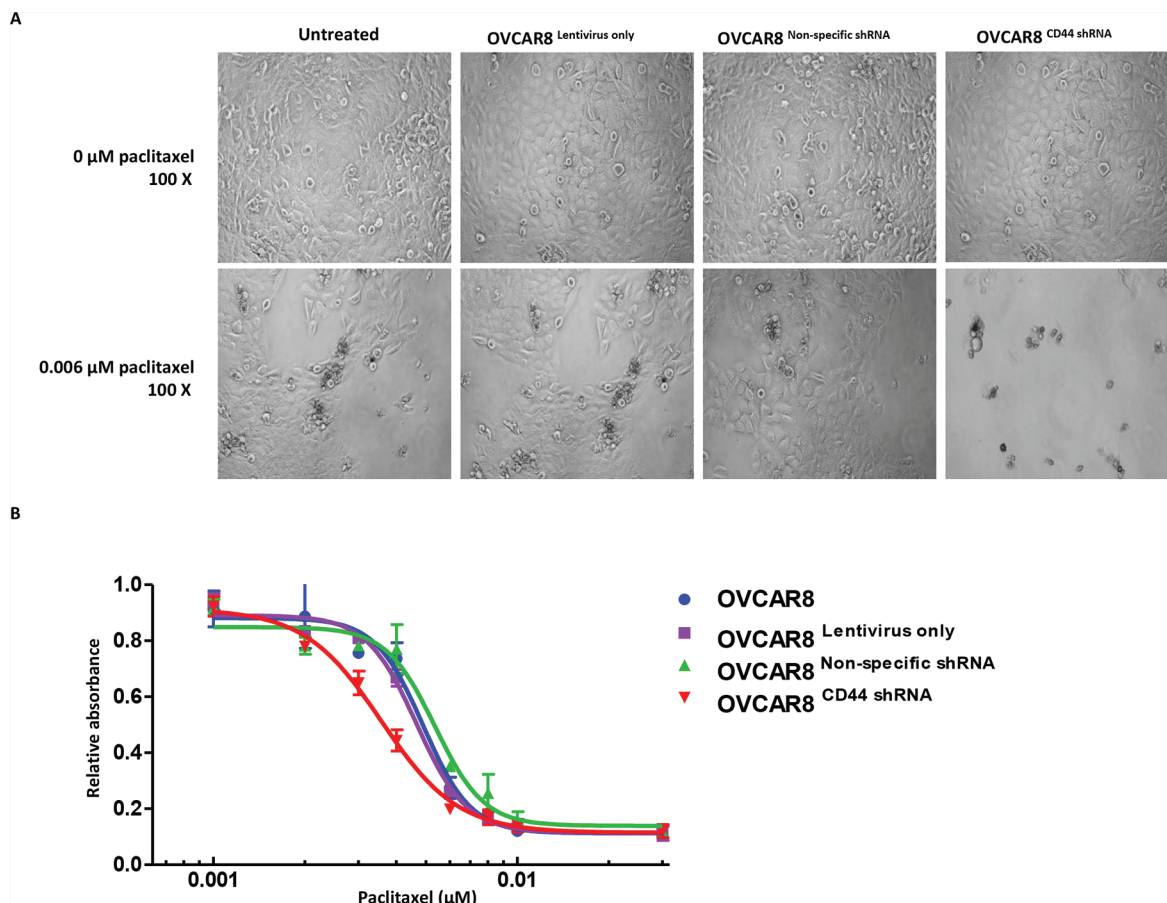 A
Untreated
OVCAR8 Lentivirus only
OVCAR8 Non-specific shRNA
OVCAR8 CD44 shRNA
0 µM paclitaxel
100 X
0.006 µM paclitaxel
100 X
B
1.0
0.8
0.6
0.4
0.2
0.0
Relative absorbance
0.001
0.01
Paclitaxel (µM)
OVCAR8
OVCAR8 Lentivirus only
OVCAR8 Non-specific shRNA
OVCAR8 CD44 shRNA